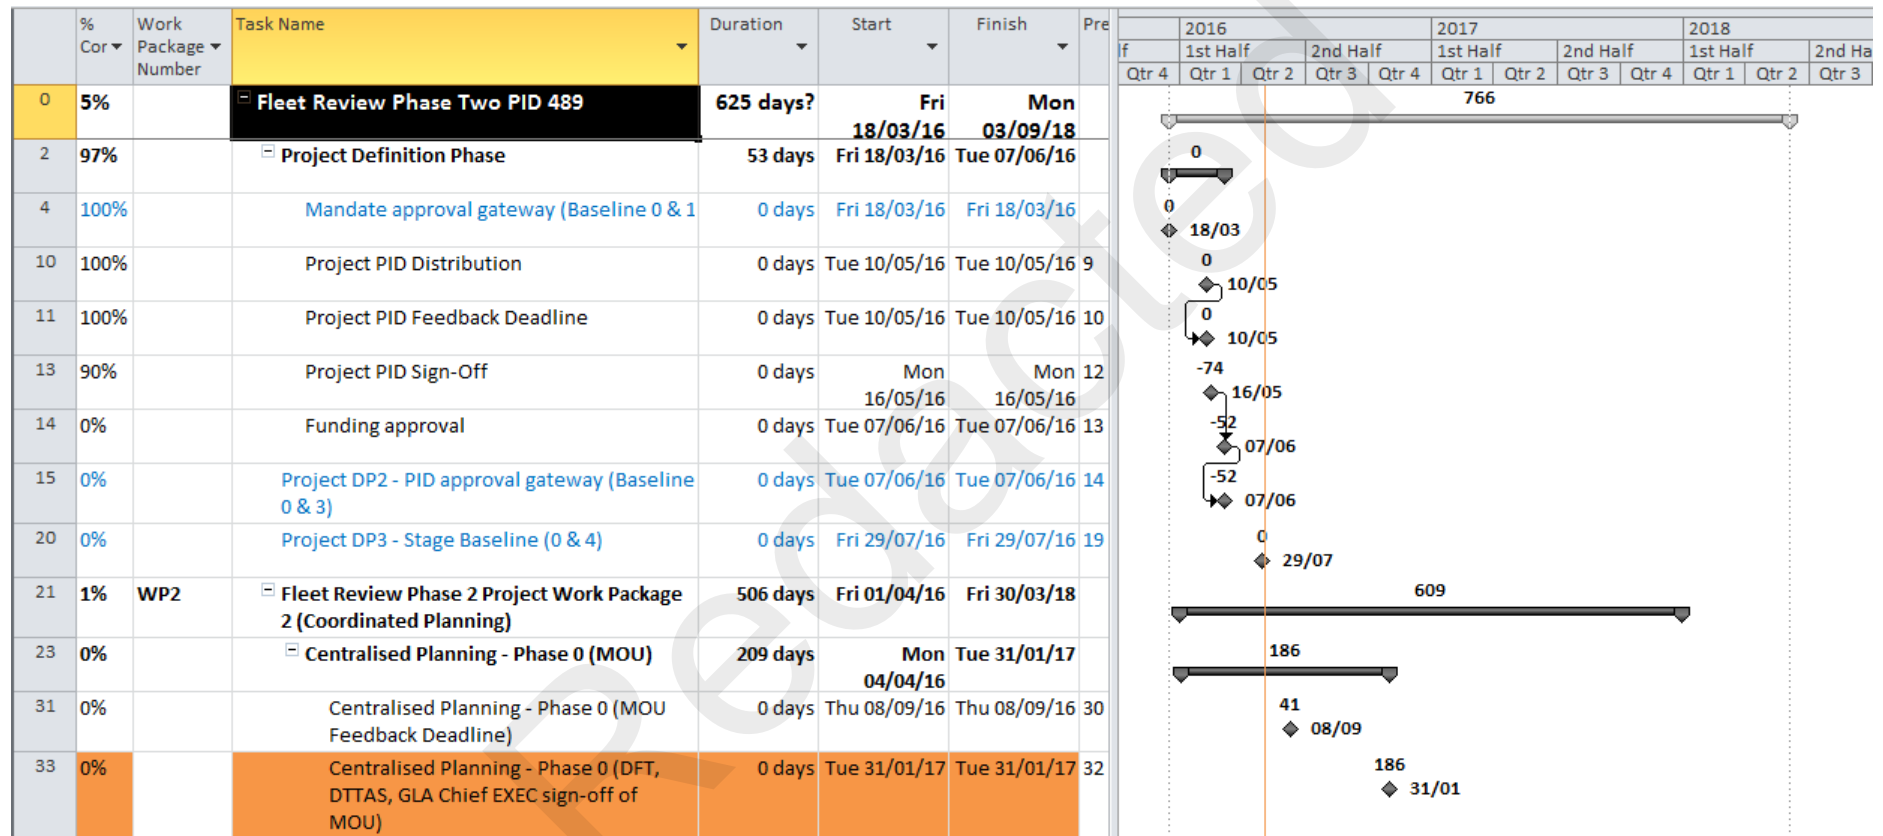 % Cor
Work Package Number
Task Name
Duration
Start
Finish
Pre
2016
2017
2018
lf
1st Half
2nd Half
1st Half
2nd Half
1st Half
2nd Ha
Qtr 4
Qtr 1
Qtr 2
Qtr 3
Qtr 4
Qtr 1
Qtr 2
Qtr 3
Qtr 4
Qtr 1
Qtr 2
Qtr 3
0
5%
Fleet Review Phase Two PID 489
625 days?
Fri
18/03/16
Mon
03/09/18
766
2
97%
Project Definition Phase
53 days
Fri 18/03/16
Tue 07/06/16
0
4
100%
Mandate approval gateway (Baseline 0 & 1
0 days
Fri 18/03/16
Fri 18/03/16
0
18/03
10
100%
Project PID Distribution
0 days
Tue 10/05/16
Tue 10/05/16
9
0
10/05
11
100%
Project PID Feedback Deadline
0 days
Tue 10/05/16
Tue 10/05/16
10
0
10/05
13
90%
Project PID Sign-Off
0 days
Mon
16/05/16
Mon
16/05/16
12
-74
16/05
14
0%
Funding approval
0 days
Tue 07/06/16
Tue 07/06/16
13
-52
07/06
15
0%
Project DP2 - PID approval gateway (Baseline
0 & 3)
0 days
Tue 07/06/16
Tue 07/06/16
14
-52
07/06
20
0%
Project DP3 - Stage Baseline (0 & 4)
0 days
Fri 29/07/16
Fri 29/07/16
19
0
29/07
21
1%
WP2
Fleet Review Phase 2 Project Work Package
2 (Coordinated Planning)
506 days
Fri 01/04/16
Fri 30/03/18
609
23
0%
Centralised Planning - Phase 0 (MOU)
209 days
Mon
04/04/16
Tue 31/01/17
186
31
0%
Centralised Planning - Phase 0 (MOU
Feedback Deadline)
0 days
Thu 08/09/16
Thu 08/09/16
30
41
08/09
33
0%
Centralised Planning - Phase 0 (DFT,
DTTAS, GLA Chief EXEC sign-off of
MOU)
0 days
Tue 31/01/17
Tue 31/01/17
32
186
31/01
Redacted